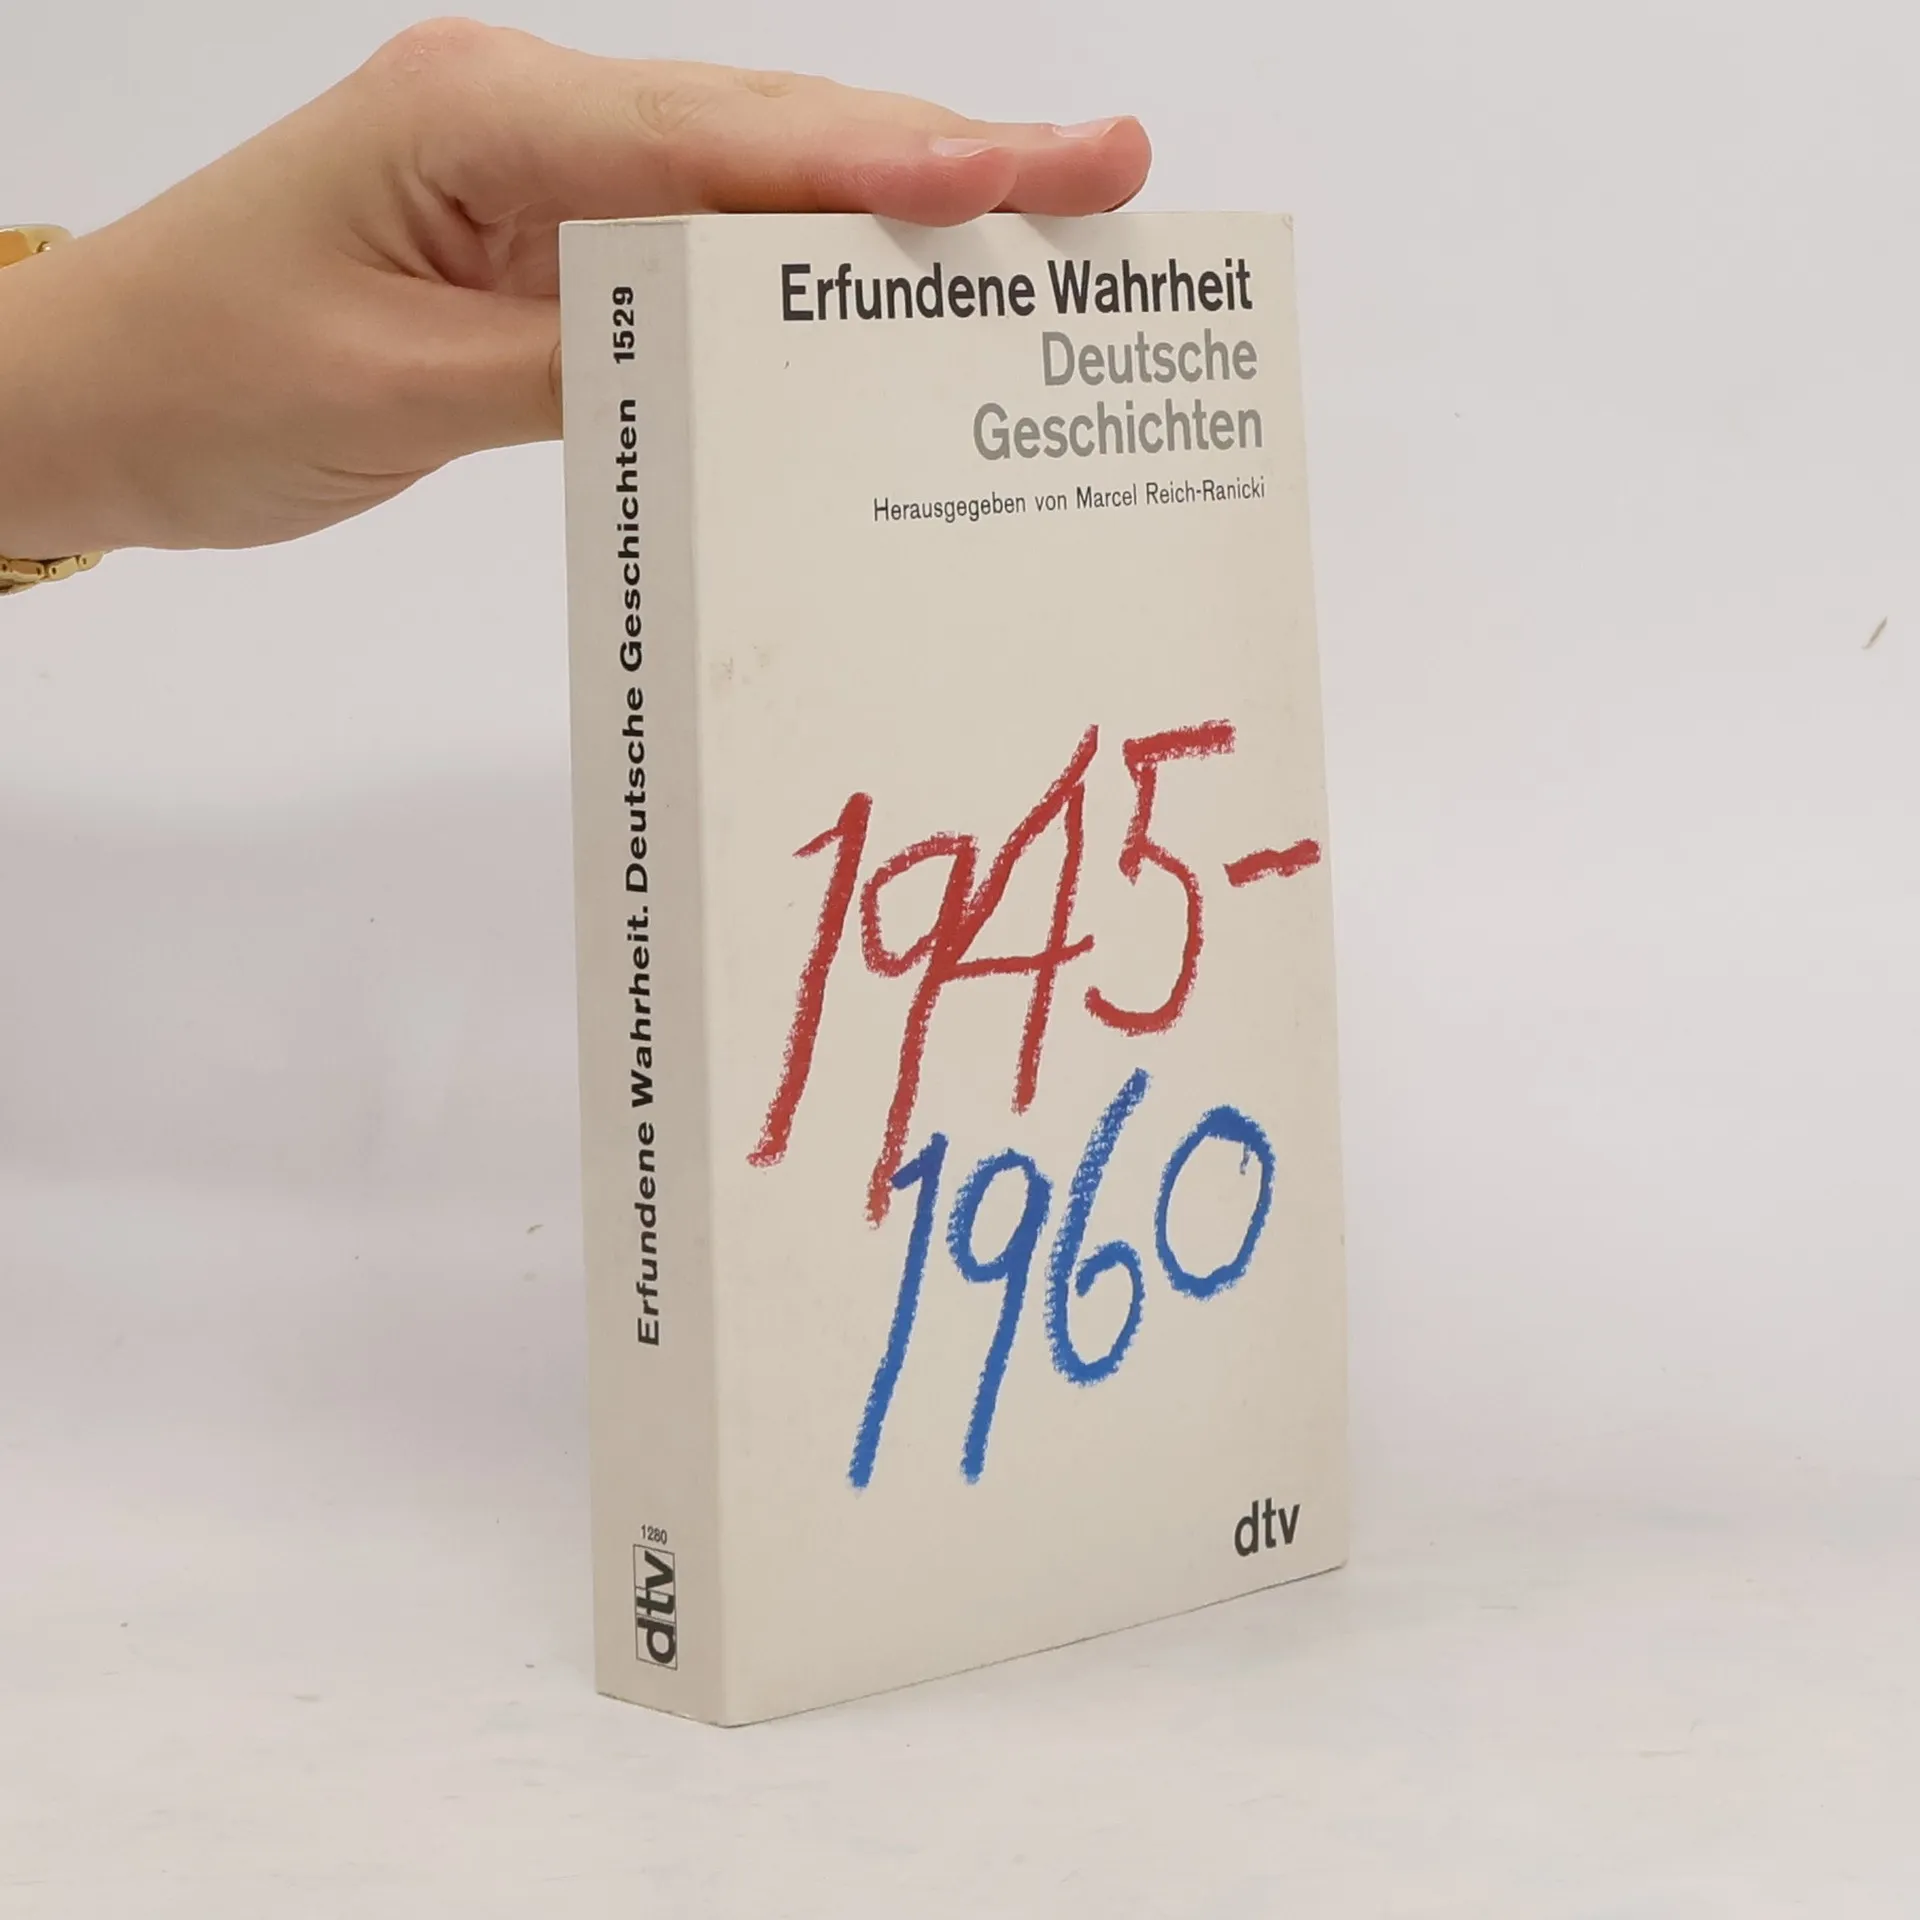 Erfundene Wahrheit
Deutsche
Geschichten
Herausgegeben von Marcel Reich-Ranicki
1945-
1960
dtv
Erfundene Wahrheit. Deutsche Geschichten 1529
1280
dtv